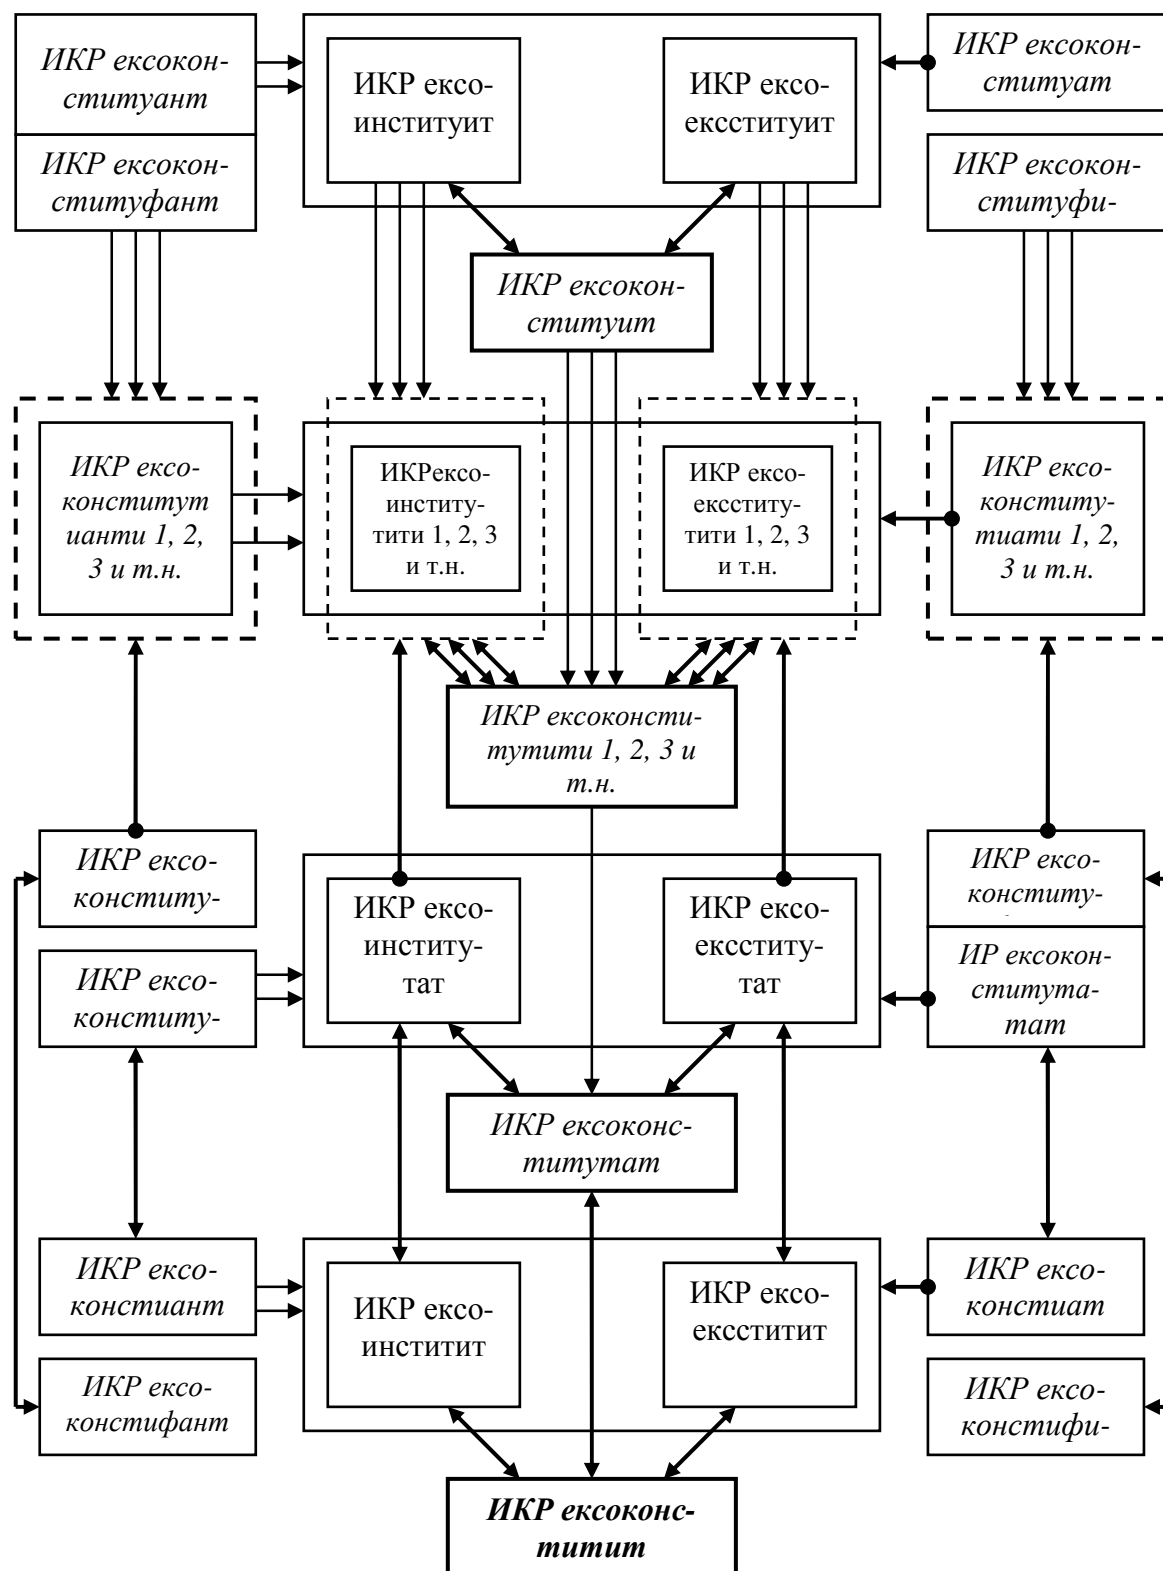 ИКР ексокон-
ституант
ИКР ексо-
институит
ИКР ексо-
ексституит
ИКР ексокон-
ституат
ИКР ексокон-
ституфант
ИКР ексокон-
ституфи-
ИКР ексокон-
ституит
ИКР ексо-
конститут
ианти 1, 2,
3 и т.н.
ИКРексо-
институ-
тити 1, 2, 3
и т.н.
ИКР ексо-
ексститу-
тити 1, 2, 3
и т.н.
ИКР ексо-
конститу-
тиати 1, 2,
3 и т.н.
ИКР ексоконсти-
тутити 1, 2, 3 и
т.н.
ИКР ексо-
конститу-
ИКР ексо-
институ-
тат
ИКР ексо-
ексститу-
тат
ИКР ексо-
конститу-
ИКР ексо-
конститу-
ИР ексокон-
ститута-
тат
ИКР ексоконс-
титутат
ИКР ексо-
констиант
ИКР ексо-
инститит
ИКР ексо-
ексститит
ИКР ексо-
констиат
ИКР ексо-
констифант
ИКР ексо-
констифи-
ИКР ексоконс-
титит